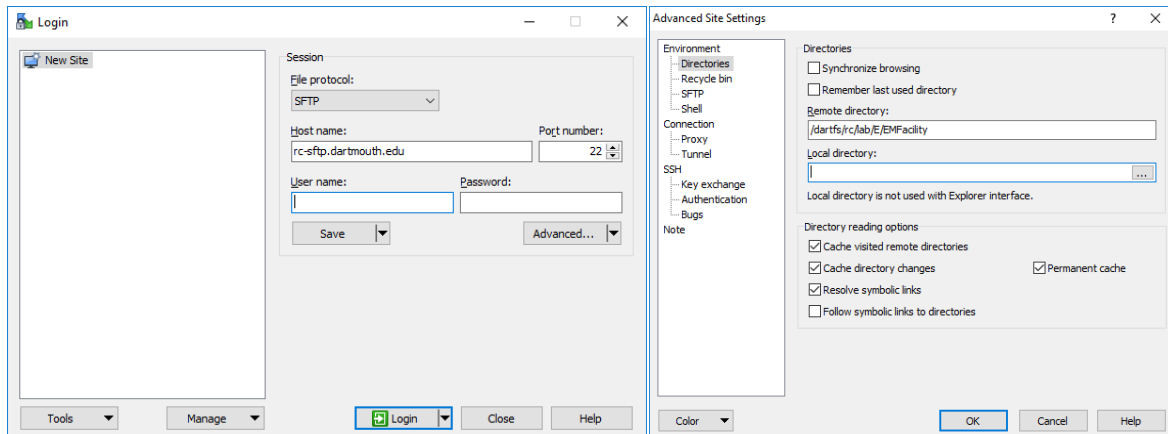 Login
New Site
Session
File protocol:
SFTP
Host name:
Port number:
rc-sftp.dartmouth.edu
22
User name:
Password:
Save
Advanced...
Tools
Manage
Login
Close
Help
Advanced Site Settings
?
Environment
Directories
Recycle bin
SFTP
Shell
Connection
Proxy
Tunnel
SSH
Key exchange
Authentication
Bugs
Note
Directories
Synchronize browsing
Remember last used directory
Remote directory:
/dartfs/rc/lab/E/EMFacility
Local directory:
...
Local directory is not used with Explorer interface.
Directory reading options
Cache visited remote directories
Cache directory changes
Permanent cache
Resolve symbolic links
Follow symbolic links to directories
Color
OK
Cancel
Help